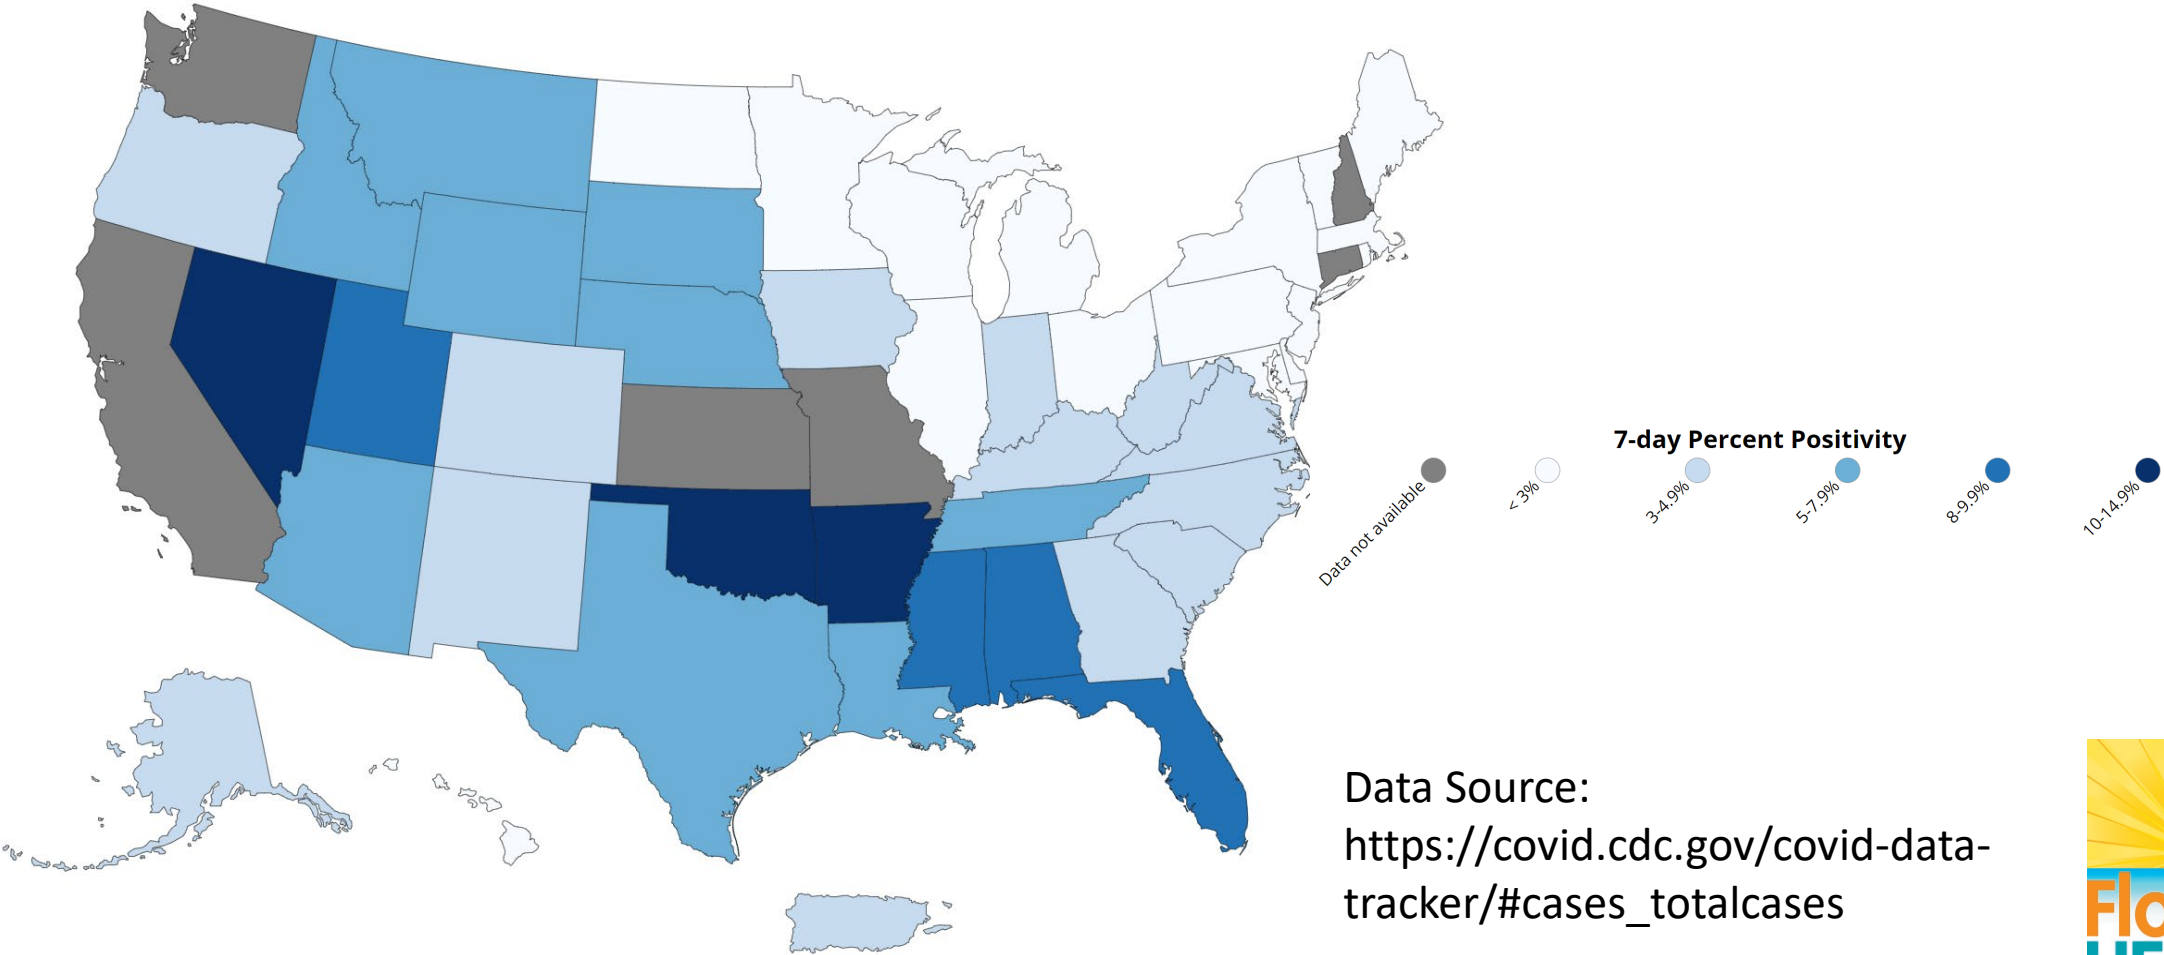 7-day Percent Positivity
Data not available
< 3%
3-4.9%
5-7.9%
8-9.9%
10-14.9%
Data Source:
https://covid.cdc.gov/covid-data-
tracker/#cases_totalcases
Flo